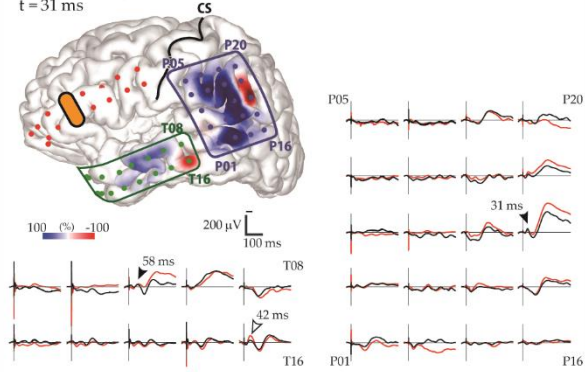 t = 31 ms
CS
P20
P05
T08
P16
P01
T16
100 (%) -100
200 µV
100 ms
P05
P20
31 ms
58 ms
T08
42 ms
T16
P01
P16